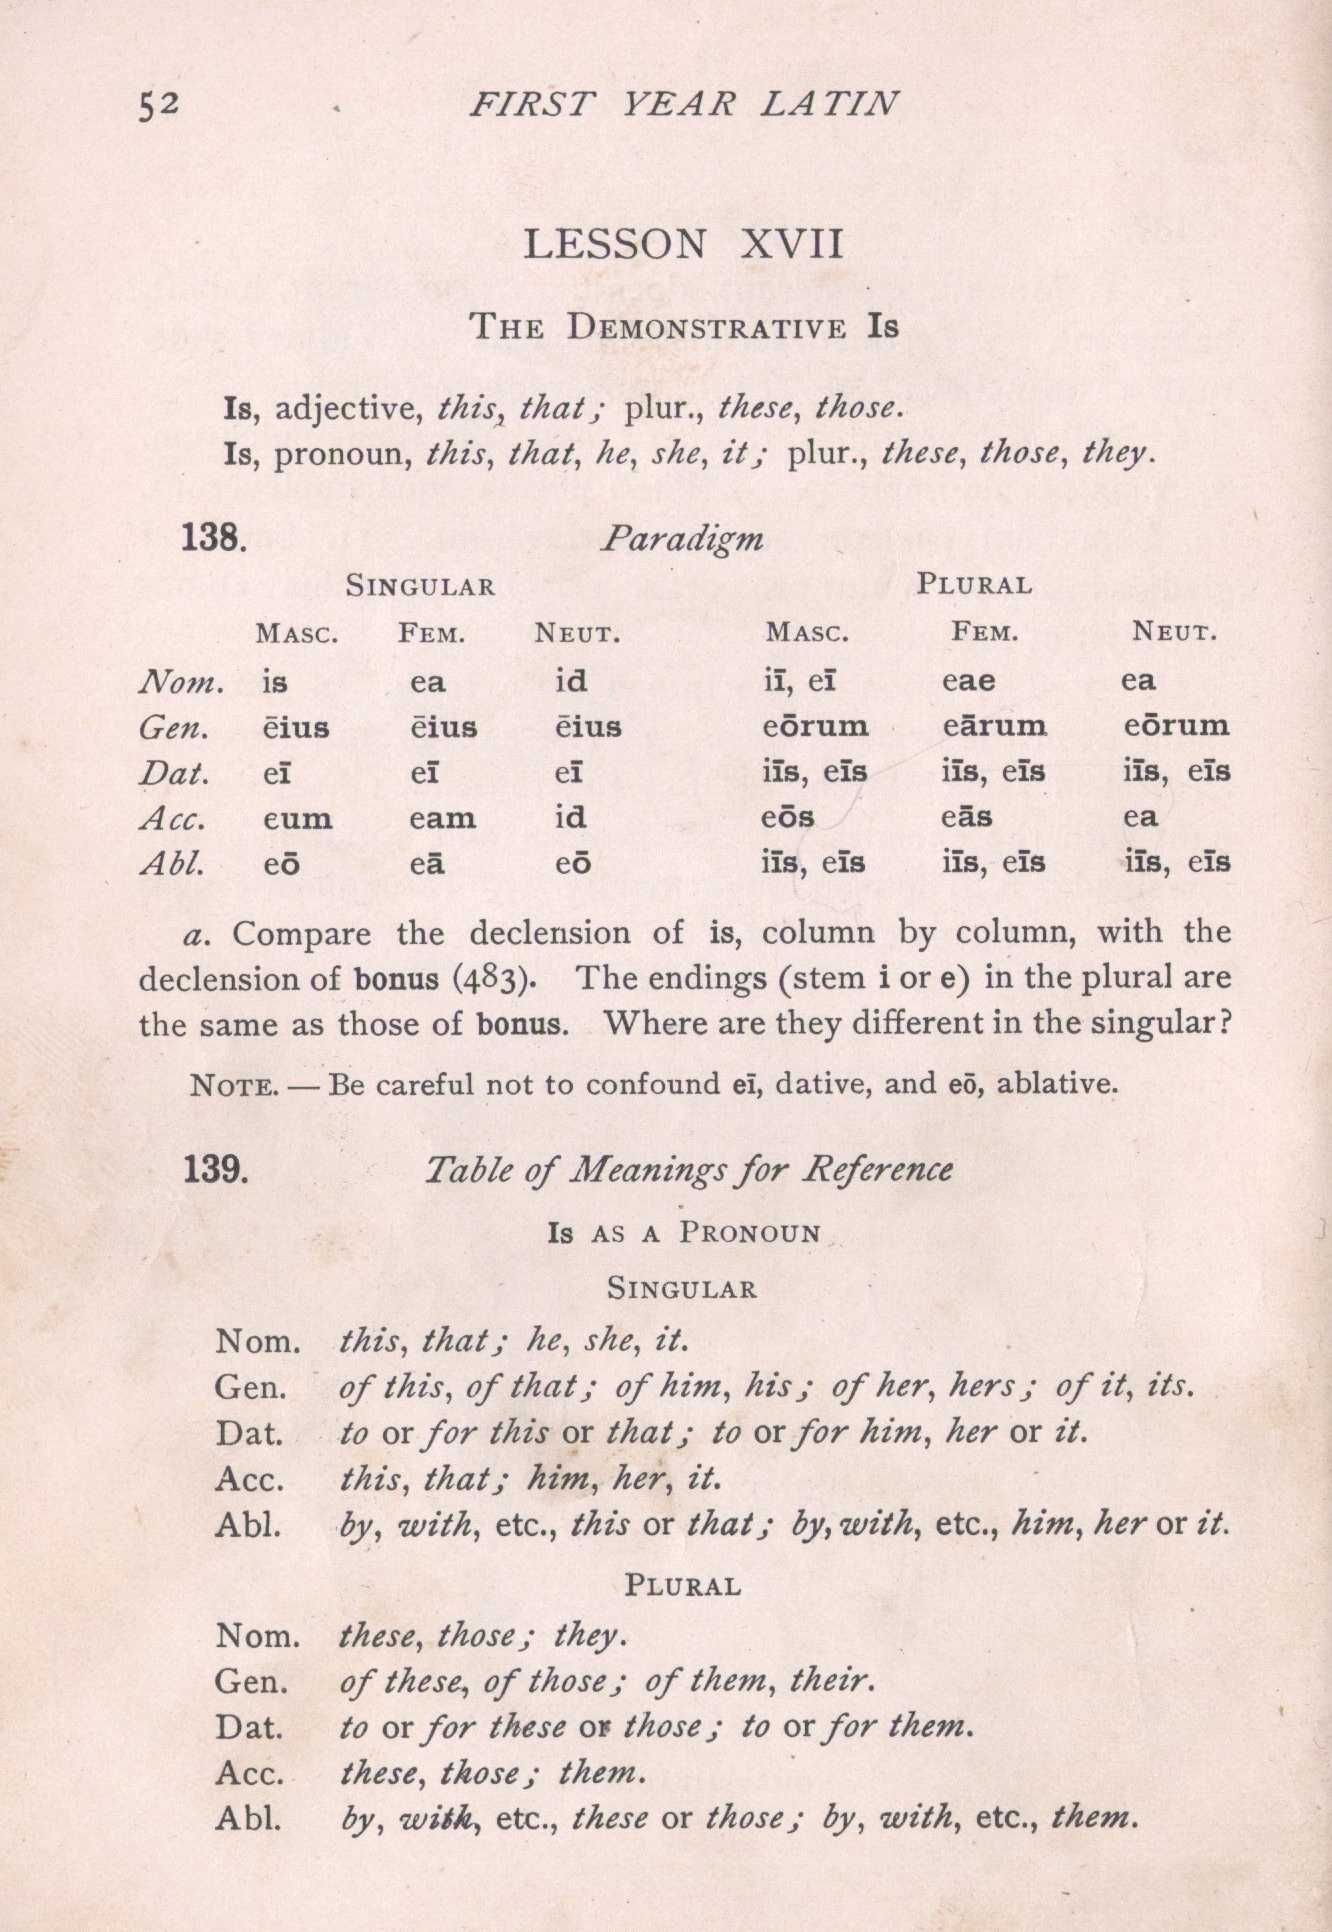 52 FIRST YEAR LATIN
LESSON XVII
THE DEMONSTRATIVE Is
Is, adjective, this, that; plur., these, those.
Is, pronoun, this, that, he, she, it; plur., these, those, they.
138. Paradigm
SINGULAR PLURAL
MASC. FEM. NEUT. MASC. FEM. NEUT.
Nom. is ea id iī, eī eae ea
Gen. ēius ēius ēius eōrum eārum eōrum
Dat. eī eī eī iīs, eīs iīs, eīs iīs, eīs
Acc. eum eam id eōs eās ea
Abl. eō eā eō iīs, eīs iīs, eīs iīs, eīs
a. Compare the declension of is, column by column, with the
declension of bonus (483). The endings (stem i or e) in the plural are
the same as those of bonus. Where are they different in the singular?
NOTE. — Be careful not to confound eī, dative, and eō, ablative.
139. Table of Meanings for Reference
Is AS A PRONOUN
SINGULAR
Nom. this, that; he, she, it.
Gen. of this, of that; of him, his; of her, hers; of it, its.
Dat. to or for this or that; to or for him, her or it.
Acc. this, that; him, her, it.
Abl. by, with, etc., this or that; by, with, etc., him, her or it.
PLURAL
Nom. these, those; they.
Gen. of these, of those; of them, their.
Dat. to or for these or those; to or for them.
Acc. these, those; them.
Abl. by, with, etc., these or those; by, with, etc., them.